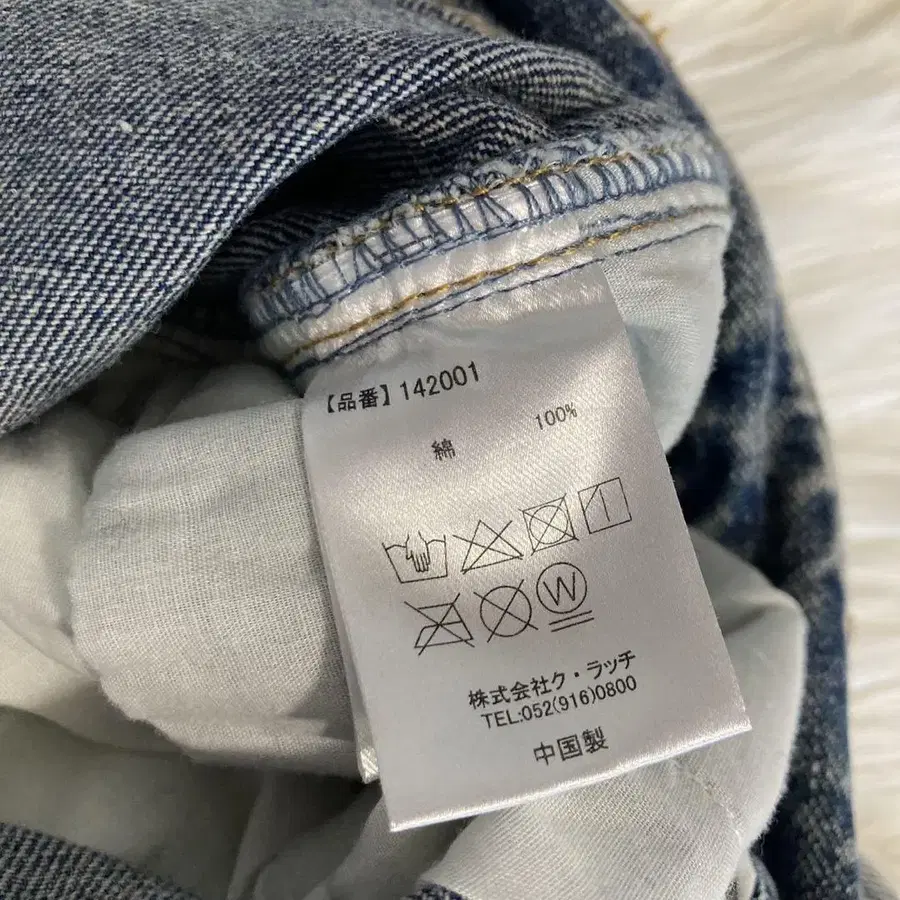 【品番】142001
綿 100%
W
株式会社ク・ラッチ
TEL:052(916)0800
中国製